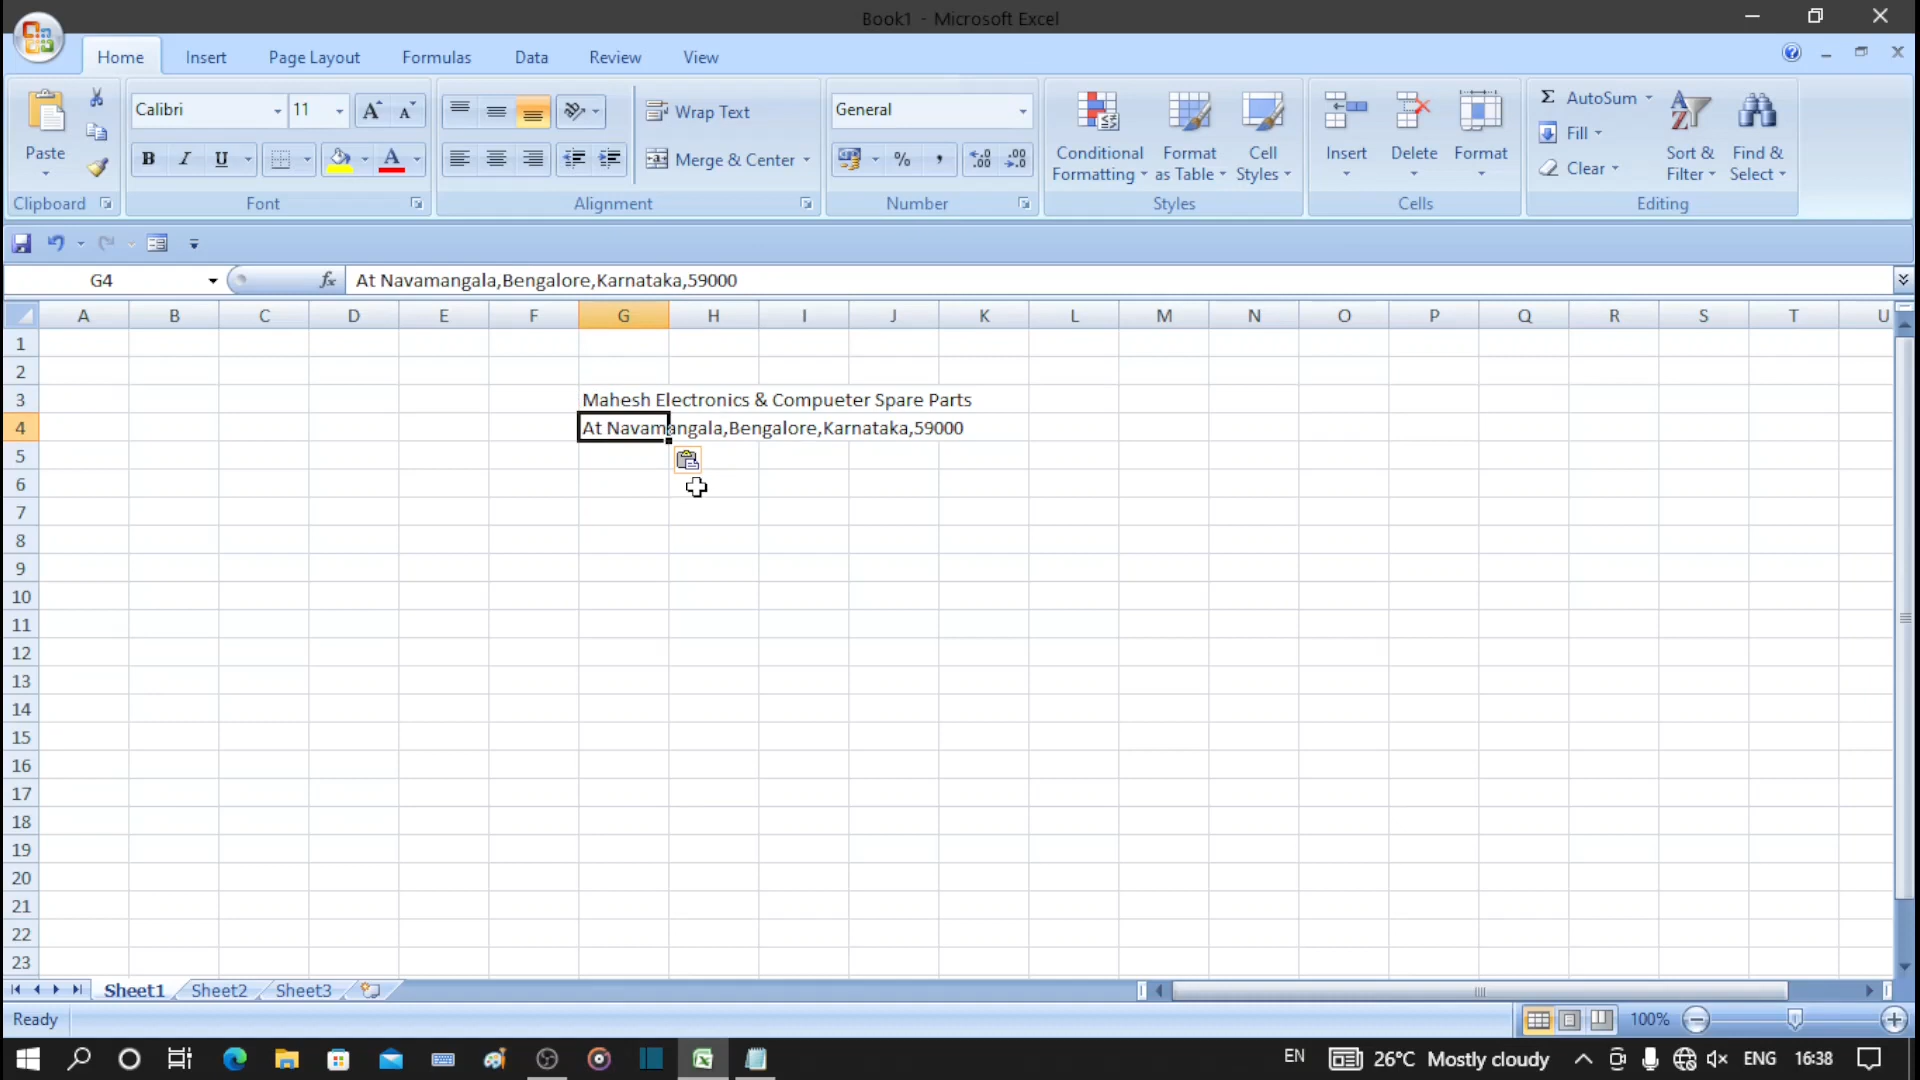 Book1 - Microsoft Excel
Home Insert Page Layout Formulas Data Review View
Calibri 11 Wrap Text General Σ AutoSum
Paste B I U Merge & Center % , Conditional Formatting Format as Table Cell Styles Insert Delete Format Fill Clear Sort & Filter Find & Select
Clipboard Font Alignment Number Styles Cells Editing
G4 fx At Navamangala,Bengalore,Karnataka,59000
A B C D E F G H I J K L M N O P Q R S T U
1
2
3 Mahesh Electronics & Compueter Spare Parts
4 At Navamangala,Bengalore,Karnataka,59000
5
6
7
8
9
10
11
12
13
14
15
16
17
18
19
20
21
22
23
Sheet1 Sheet2 Sheet3
Ready 100%
EN 26°C Mostly cloudy ENG 16:38